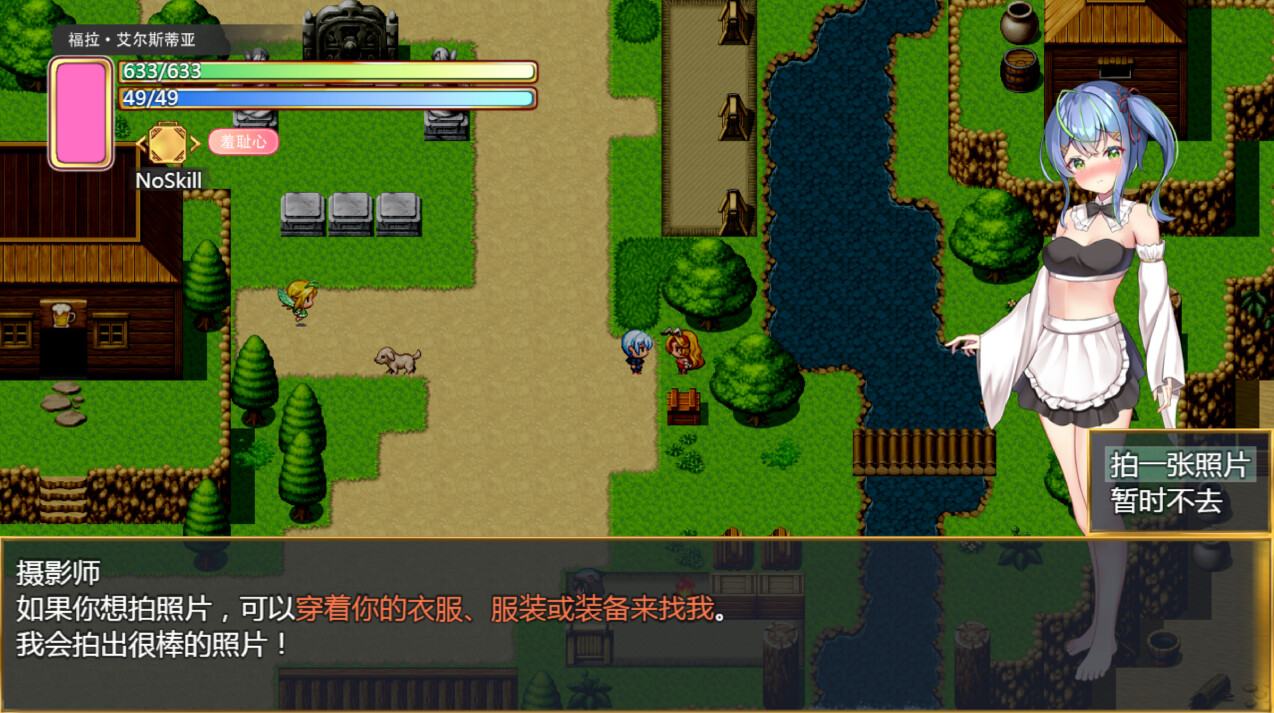 福拉・艾尔斯蒂亚
633/633
49/49
羞耻心
NoSkill
拍一张照片
暂时不去
摄影师
如果你想拍照片，可以穿着你的衣服、服装或装备来找我。
我会拍出很棒的照片！